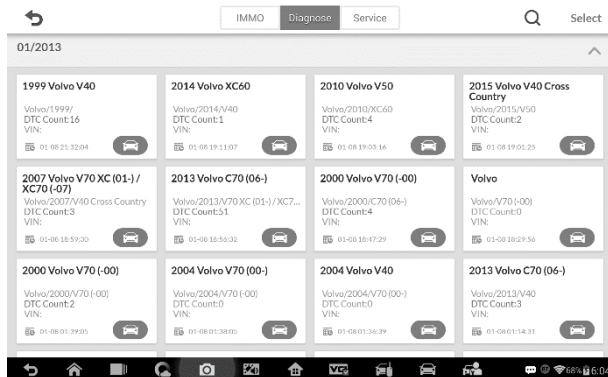 IMMO Diagnose Service Select
01/2013
1999 Volvo V40
Volvo/1999/
DTC Count:16
VIN:
01-08 21:32:04
2014 Volvo XC60
Volvo/2014/V40
DTC Count:1
VIN:
01-08 19:11:07
2010 Volvo V50
Volvo/2010/XC60
DTC Count:4
VIN:
01-08 19:03:16
2015 Volvo V40 Cross
Country
Volvo/2015/V50
DTC Count:2
VIN:
01-08 19:01:25
2007 Volvo V70 XC (01-) /
XC70 (-07)
Volvo/2007/V40 Cross Country
DTC Count:3
VIN:
01-08 18:59:30
2013 Volvo C70 (06-)
Volvo/2013/V70 XC (01-) / XC7...
DTC Count:51
VIN:
01-08 18:56:32
2000 Volvo V70 (-00)
Volvo/2000/C70 (06-)
DTC Count:4
VIN:
01-08 18:47:29
Volvo
Volvo/V70 (-00)
DTC Count:0
VIN:
01-08 18:29:56
2000 Volvo V70 (-00)
Volvo/2000/V70 (-00)
DTC Count:2
VIN:
01-08 01:39:05
2004 Volvo V70 (00-)
Volvo/2004/V70 (-00)
DTC Count:0
VIN:
01-08 01:38:05
2004 Volvo V40
Volvo/2004/V70 (00-)
DTC Count:0
VIN:
01-08 01:36:39
2013 Volvo C70 (06-)
Volvo/2013/V40
DTC Count:3
VIN:
01-08 01:14:31
68% 6:04